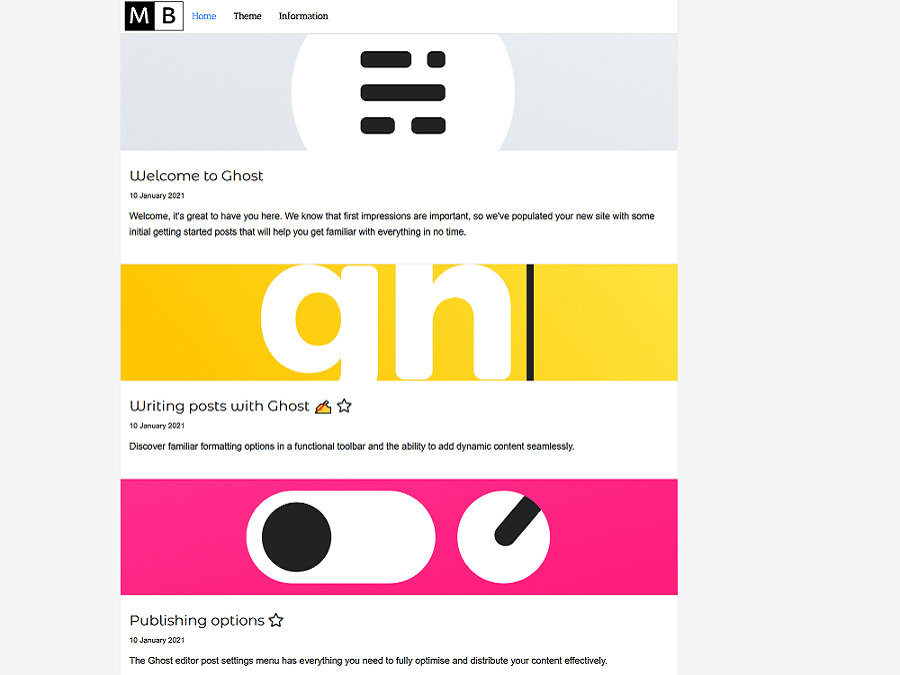 MB Home Theme Information
Welcome to Ghost
10 January 2021
Welcome, it's great to have you here. We know that first impressions are important, so we've populated your new site with some
initial getting started posts that will help you get familiar with everything in no time.
gh
Writing posts with Ghost ✍️ ☆
10 January 2021
Discover familiar formatting options in a functional toolbar and the ability to add dynamic content seamlessly.
Publishing options ☆
10 January 2021
The Ghost editor post settings menu has everything you need to fully optimise and distribute your content effectively.